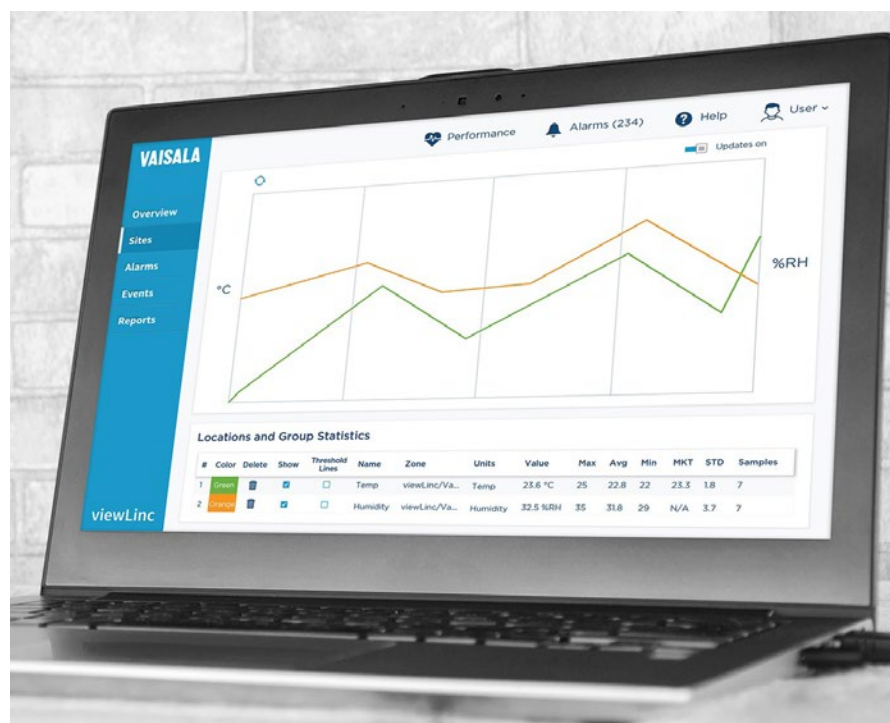 VAISALA
Performance
Alarms (234)
Help
User
Updates on
Overview
Sites
Alarms
Events
Reports
°C
%RH
Locations and Group Statistics
# Color Delete Show Threshold Lines Name Zone Units Value Max Avg Min MKT STD Samples
1 Green Temp viewLinc/Va... Temp 23.6 °C 25 22.8 22 23.3 1.8 7
2 Orange Humidity viewLinc/Va... Humidity 32.5 %RH 35 31.8 29 N/A 3.7 7
viewLinc